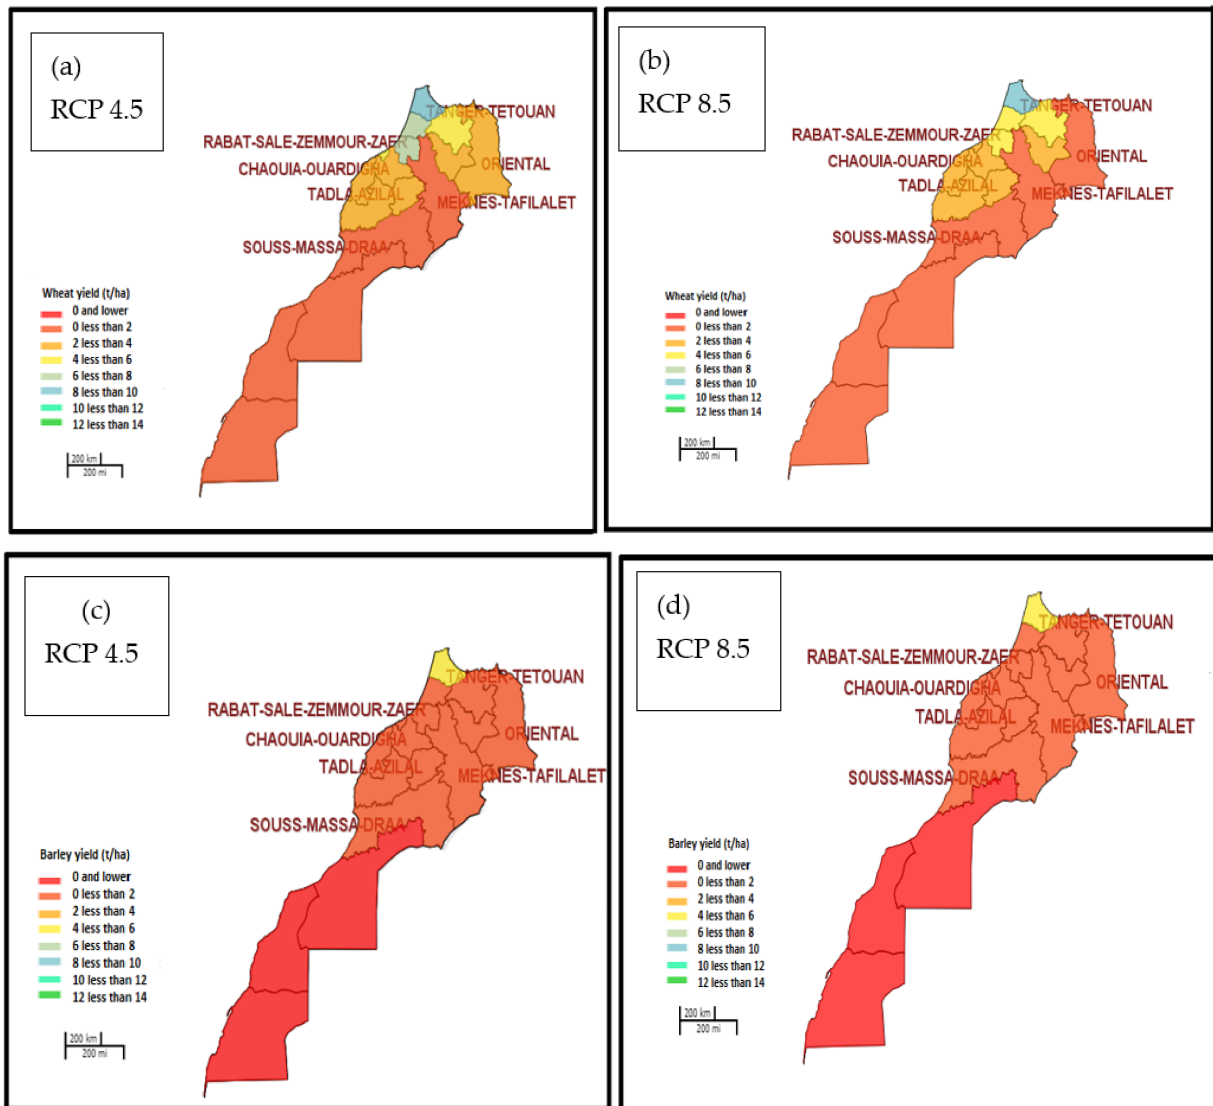 (a)
RCP 4.5
TANGER-TETOUAN
RABAT-SALE-ZEMMOUR-ZAER
CHAOUIA-OUARDIGHA
ORIENTAL
TADLA-AZILAL
MEKNES-TAFILALET
SOUSS-MASSA-DRAA
Wheat yield (t/ha)
0 and lower
0 less than 2
2 less than 4
4 less than 6
6 less than 8
8 less than 10
10 less than 12
12 less than 14
200 km
200 mi
(b)
RCP 8.5
TANGER-TETOUAN
RABAT-SALE-ZEMMOUR-ZAER
CHAOUIA-OUARDIGHA
ORIENTAL
TADLA-AZILAL
MEKNES-TAFILALET
SOUSS-MASSA-DRAA
Wheat yield (t/ha)
0 and lower
0 less than 2
2 less than 4
4 less than 6
6 less than 8
8 less than 10
10 less than 12
12 less than 14
200 km
200 mi
(c)
RCP 4.5
TANGER-TETOUAN
RABAT-SALE-ZEMMOUR-ZAER
CHAOUIA-OUARDIGHA
ORIENTAL
TADLA-AZILAL
MEKNES-TAFILALET
SOUSS-MASSA-DRAA
Barley yield (t/ha)
0 and lower
0 less than 2
2 less than 4
4 less than 6
6 less than 8
8 less than 10
10 less than 12
12 less than 14
200 km
200 mi
(d)
RCP 8.5
TANGER-TETOUAN
RABAT-SALE-ZEMMOUR-ZAER
CHAOUIA-OUARDIGHA
ORIENTAL
TADLA-AZILAL
MEKNES-TAFILALET
SOUSS-MASSA-DRAA
Barley yield (t/ha)
0 and lower
0 less than 2
2 less than 4
4 less than 6
6 less than 8
8 less than 10
10 less than 12
12 less than 14
200 km
200 mi